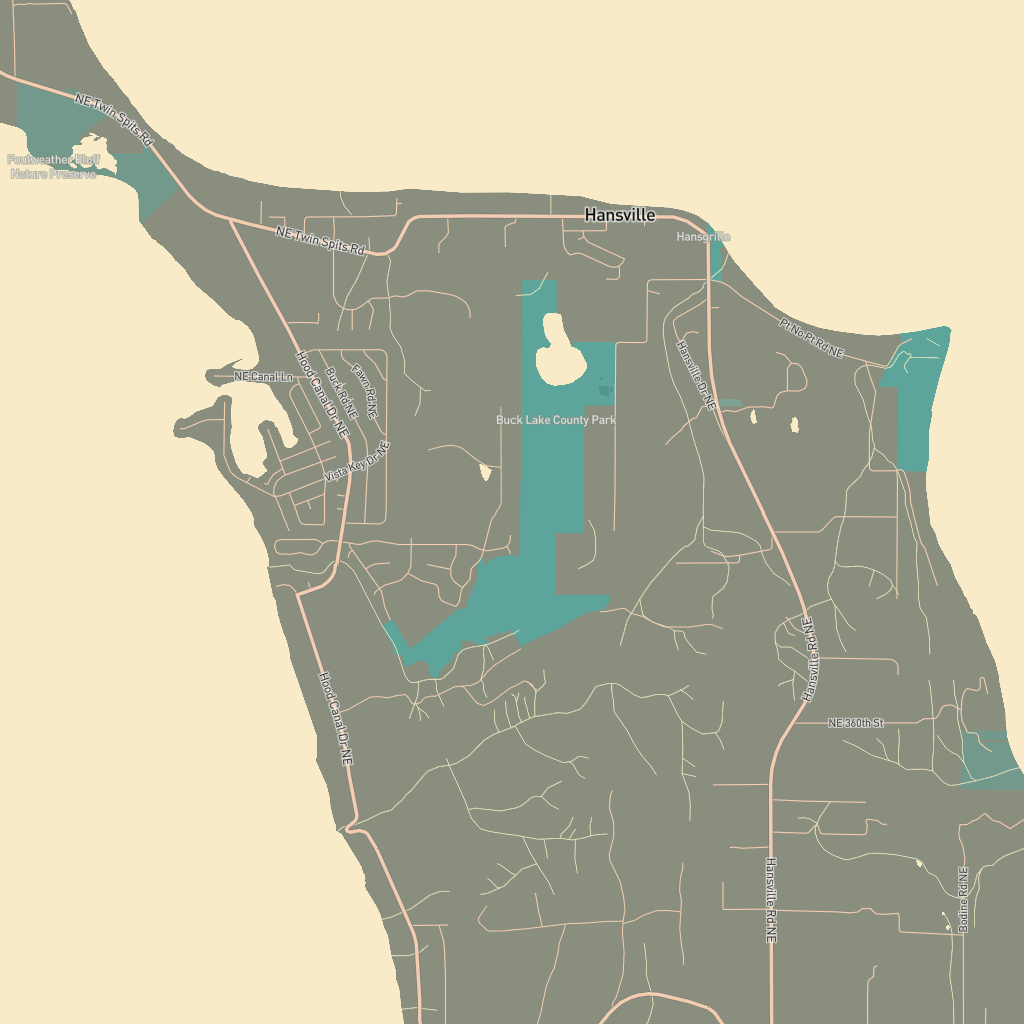 NE Twin Spits Rd
Foulweather Bluff
Nature Preserve
Hansville
Hansgrille
NE Twin Spits Rd
Pt No Pt Rd NE
Hood Canal Dr NE
Hansville Dr NE
NE Canal Ln
Buck Rd NE
Fawn Rd NE
Buck Lake County Park
Vista Key Dr NE
Hansville Rd NE
Hood Canal Dr NE
NE 360th St
Hansville Rd NE
Bodine Rd NE